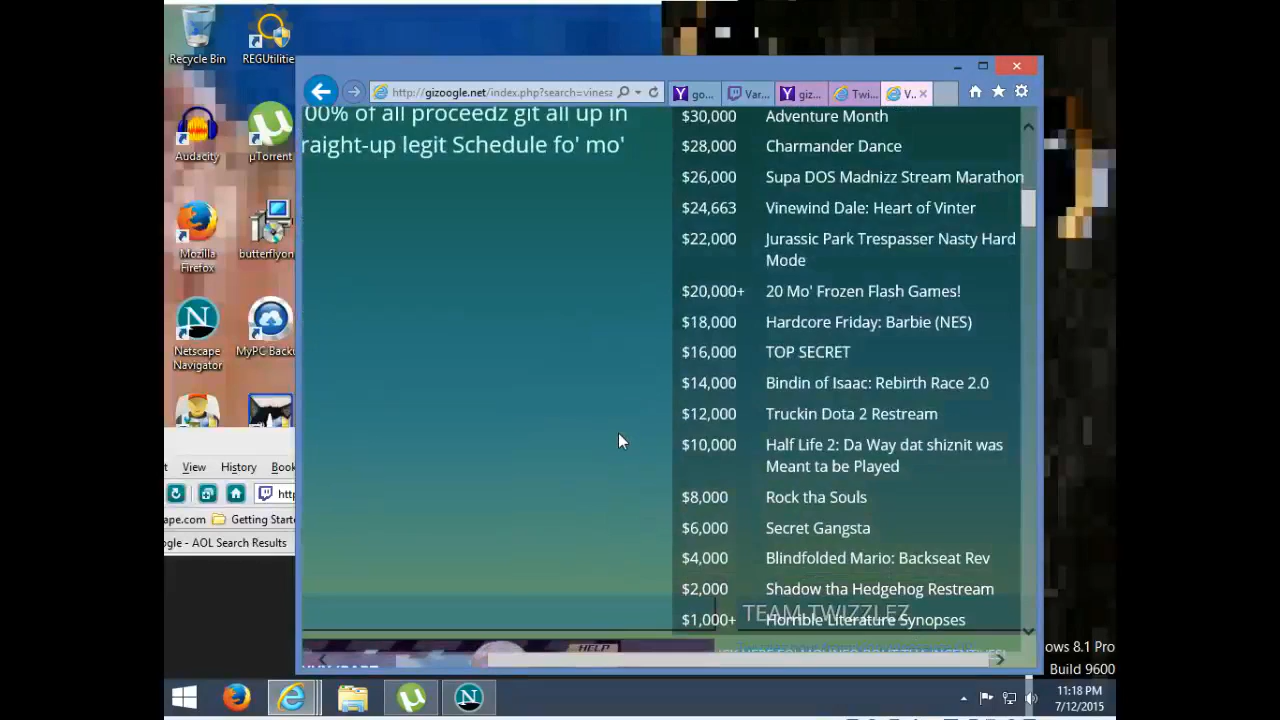 Recycle Bin
REGUtilitie
Audacity
µTorrent
Mozilla
Firefox
butterflyon
Netscape
Navigator
MyPC Backu
View History Book
http
ape.com Getting Starte
ogle - AOL Search Results
http://gizoogle.net/index.php?search=vinesa
go...
Var...
giz...
Twi...
V...
00% of all proceedz git all up in
raight-up legit Schedule fo' mo'
$30,000 Adventure Month
$28,000 Charmander Dance
$26,000 Supa DOS Madnizz Stream Marathon
$24,663 Vinewind Dale: Heart of Vinter
$22,000 Jurassic Park Trespasser Nasty Hard
Mode
$20,000+ 20 Mo' Frozen Flash Games!
$18,000 Hardcore Friday: Barbie (NES)
$16,000 TOP SECRET
$14,000 Bindin of Isaac: Rebirth Race 2.0
$12,000 Truckin Dota 2 Restream
$10,000 Half Life 2: Da Way dat shiznit was
Meant ta be Played
$8,000 Rock tha Souls
$6,000 Secret Gangsta
$4,000 Blindfolded Mario: Backseat Rev
$2,000 Shadow tha Hedgehog Restream
TEAM TWIZZLEZ
$1,000+ Horrible Literature Synopses
HELP
ows 8.1 Pro
Build 9600
11:18 PM
7/12/2015